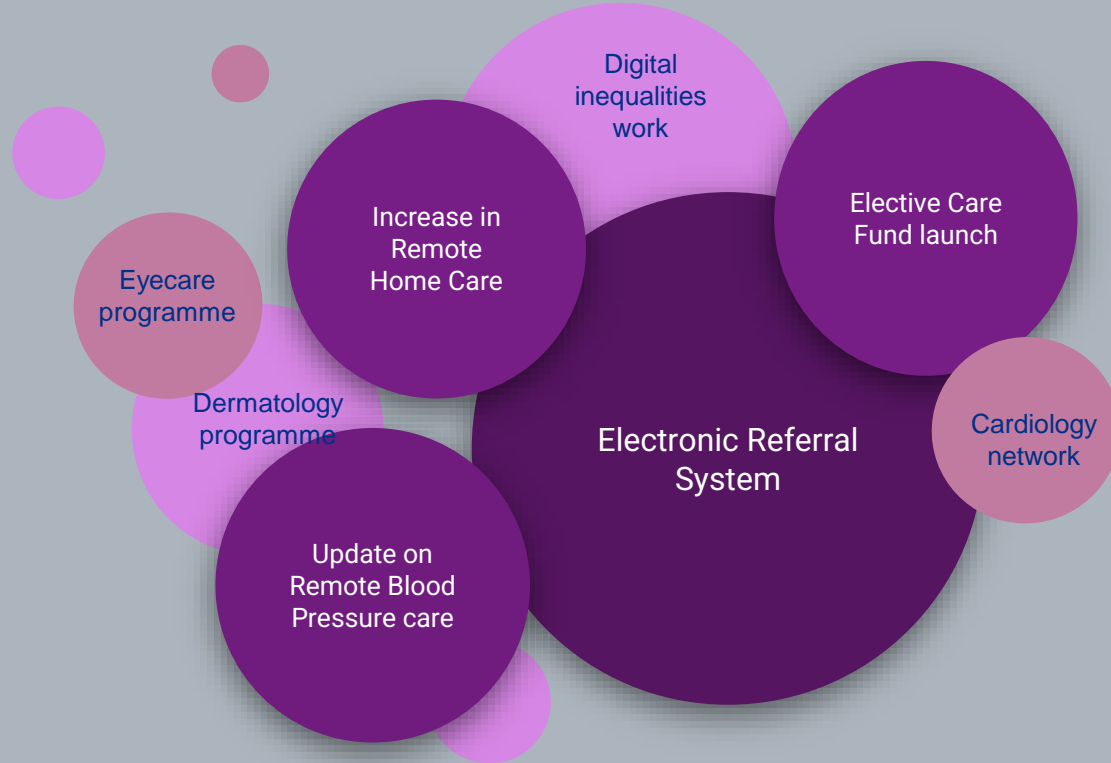 Digital
inequalities
work
Increase in
Remote
Home Care
Elective Care
Fund launch
Eyecare
programme
Dermatology
programme
Electronic Referral
System
Cardiology
network
Update on
Remote Blood
Pressure care